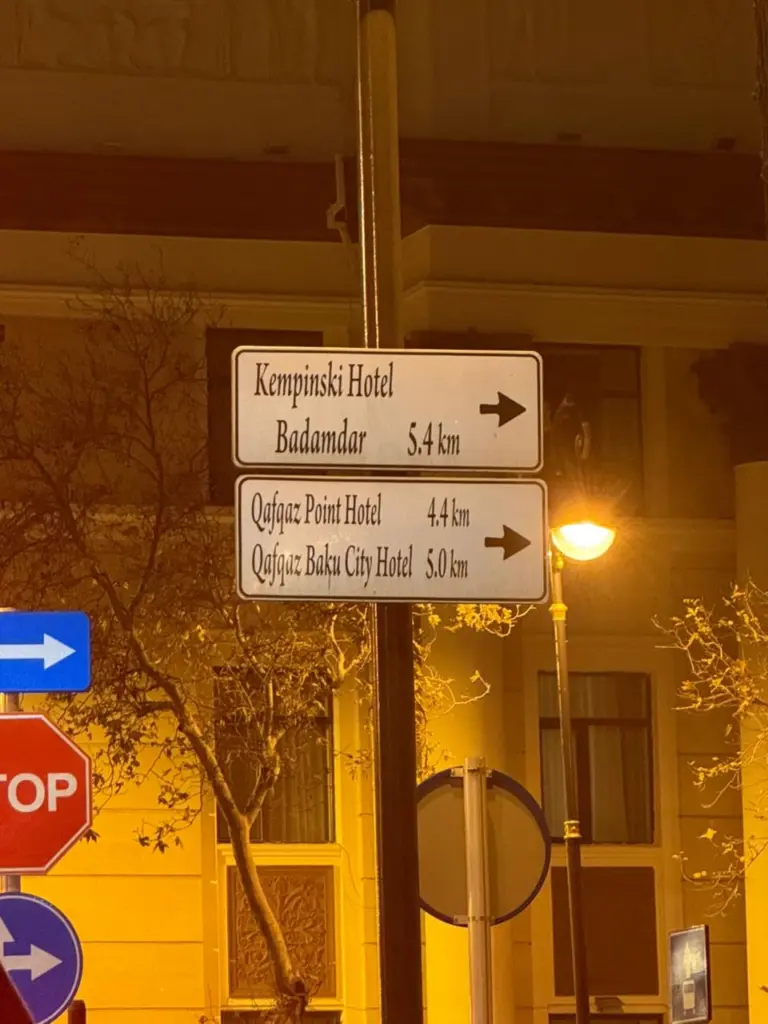 Kempinski Hotel
Badamdar 5.4 km
Qafqaz Point Hotel 4.4 km
Qafqaz Baku City Hotel 5.0 km
TOP